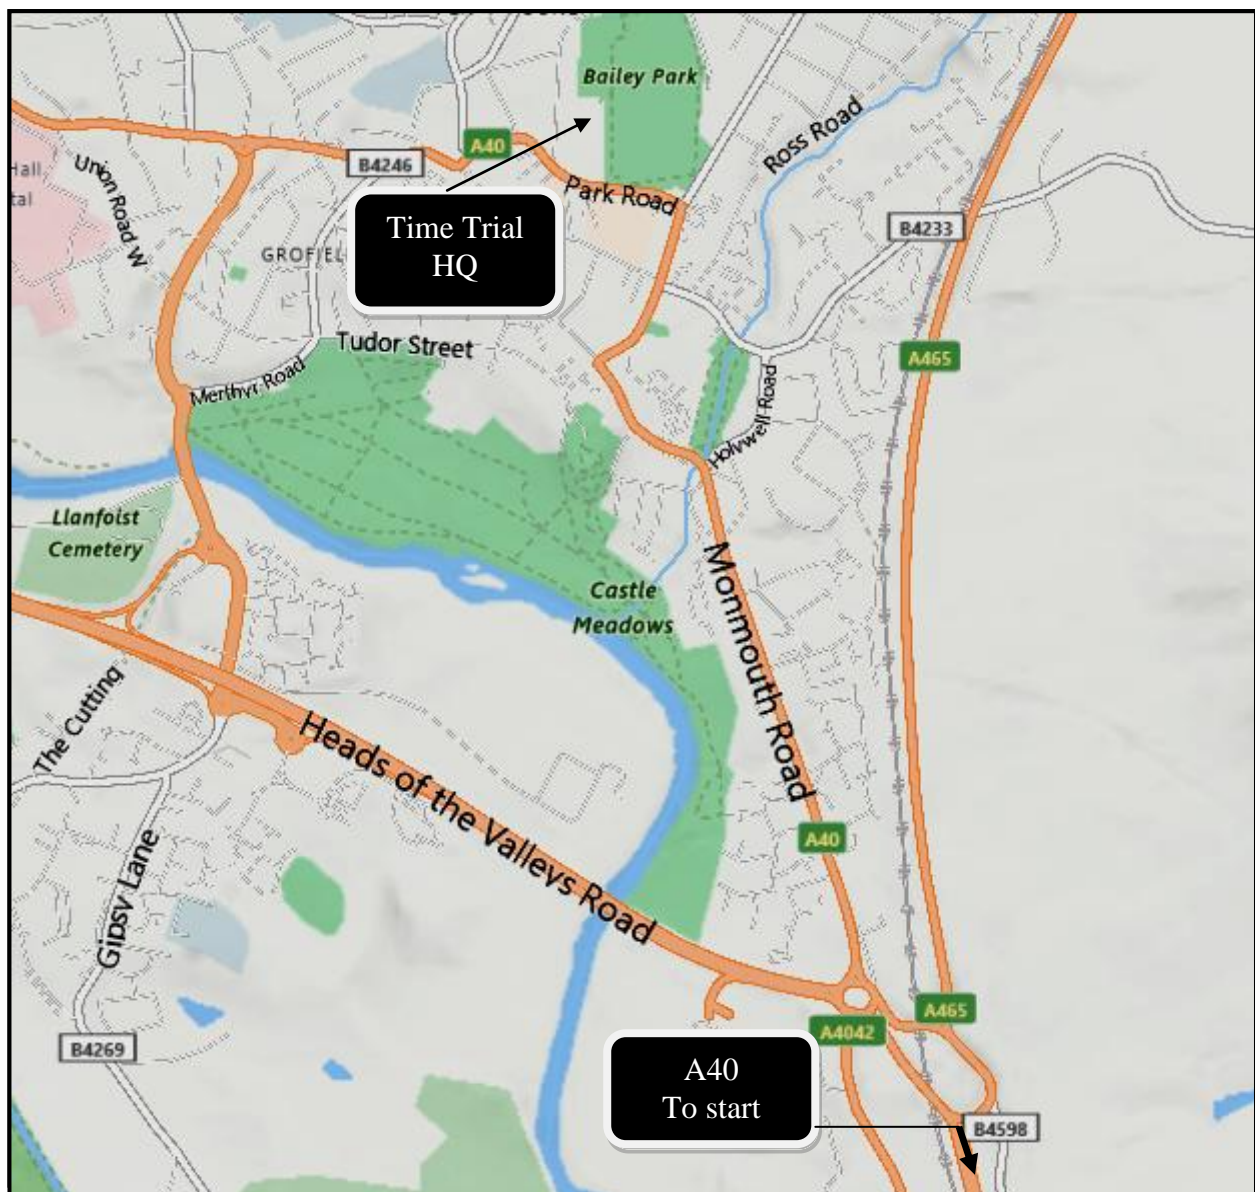 Bailey Park
Ross Road
A40
B4246
Union Road W
Hall
tal
Park Road
Time Trial
HQ
B4233
GROFIEL
Tudor Street
A465
Merthyr Road
Holywell Road
Llanfoist
Cemetery
Castle
Meadows
Monmouth Road
The Cutting
Heads of the Valleys Road
A40
Gipsy Lane
A465
A4042
B4269
A40
To start
B4598